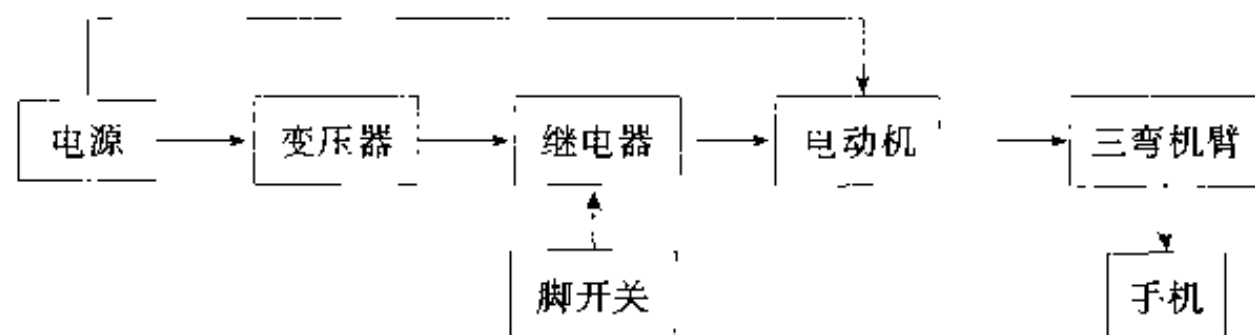 电源
变压器
继电器
电动机
三弯机臂
脚开关
手机